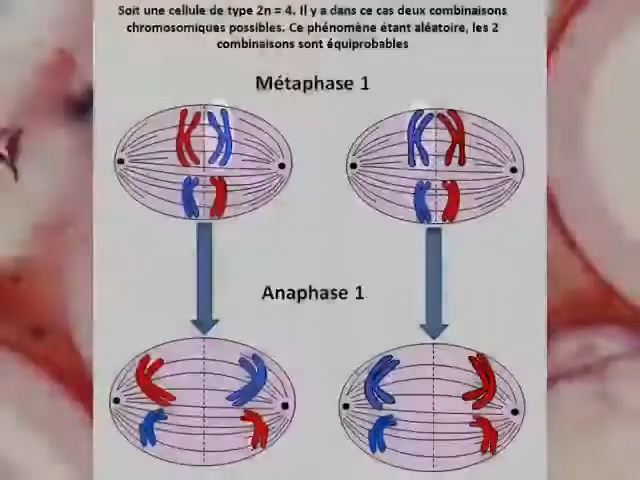 Soit une cellule de type 2n = 4. Il y a dans ce cas deux combinaisons
chromosomiques possibles. Ce phénomène étant aléatoire, les 2
combinaisons sont équiprobables
Métaphase 1
Anaphase 1